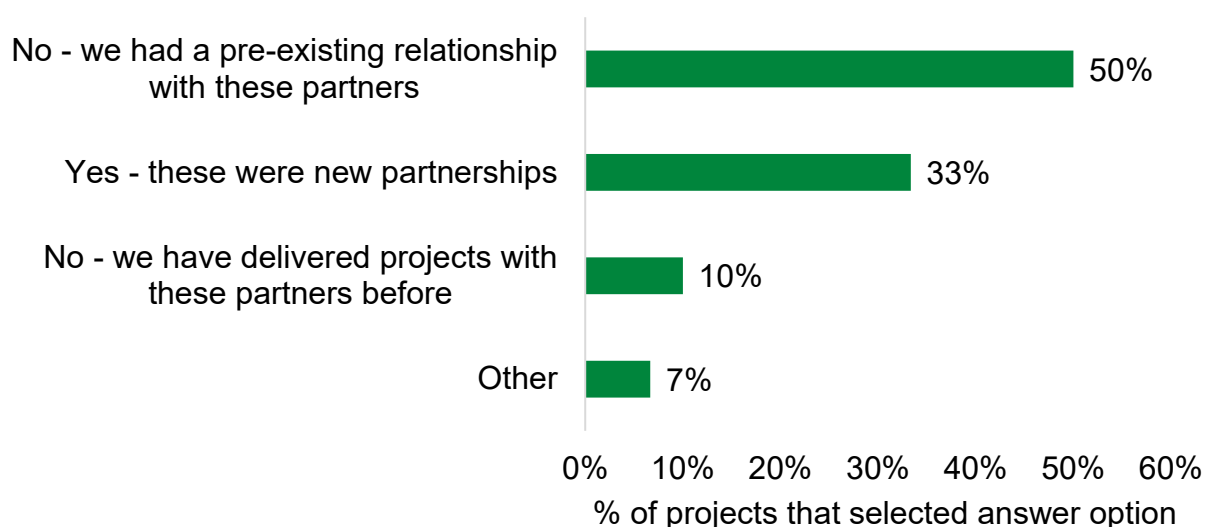 No - we had a pre-existing relationship
with these partners
50%
Yes - these were new partnerships
33%
No - we have delivered projects with
these partners before
10%
Other
7%
0% 10% 20% 30% 40% 50% 60%
% of projects that selected answer option